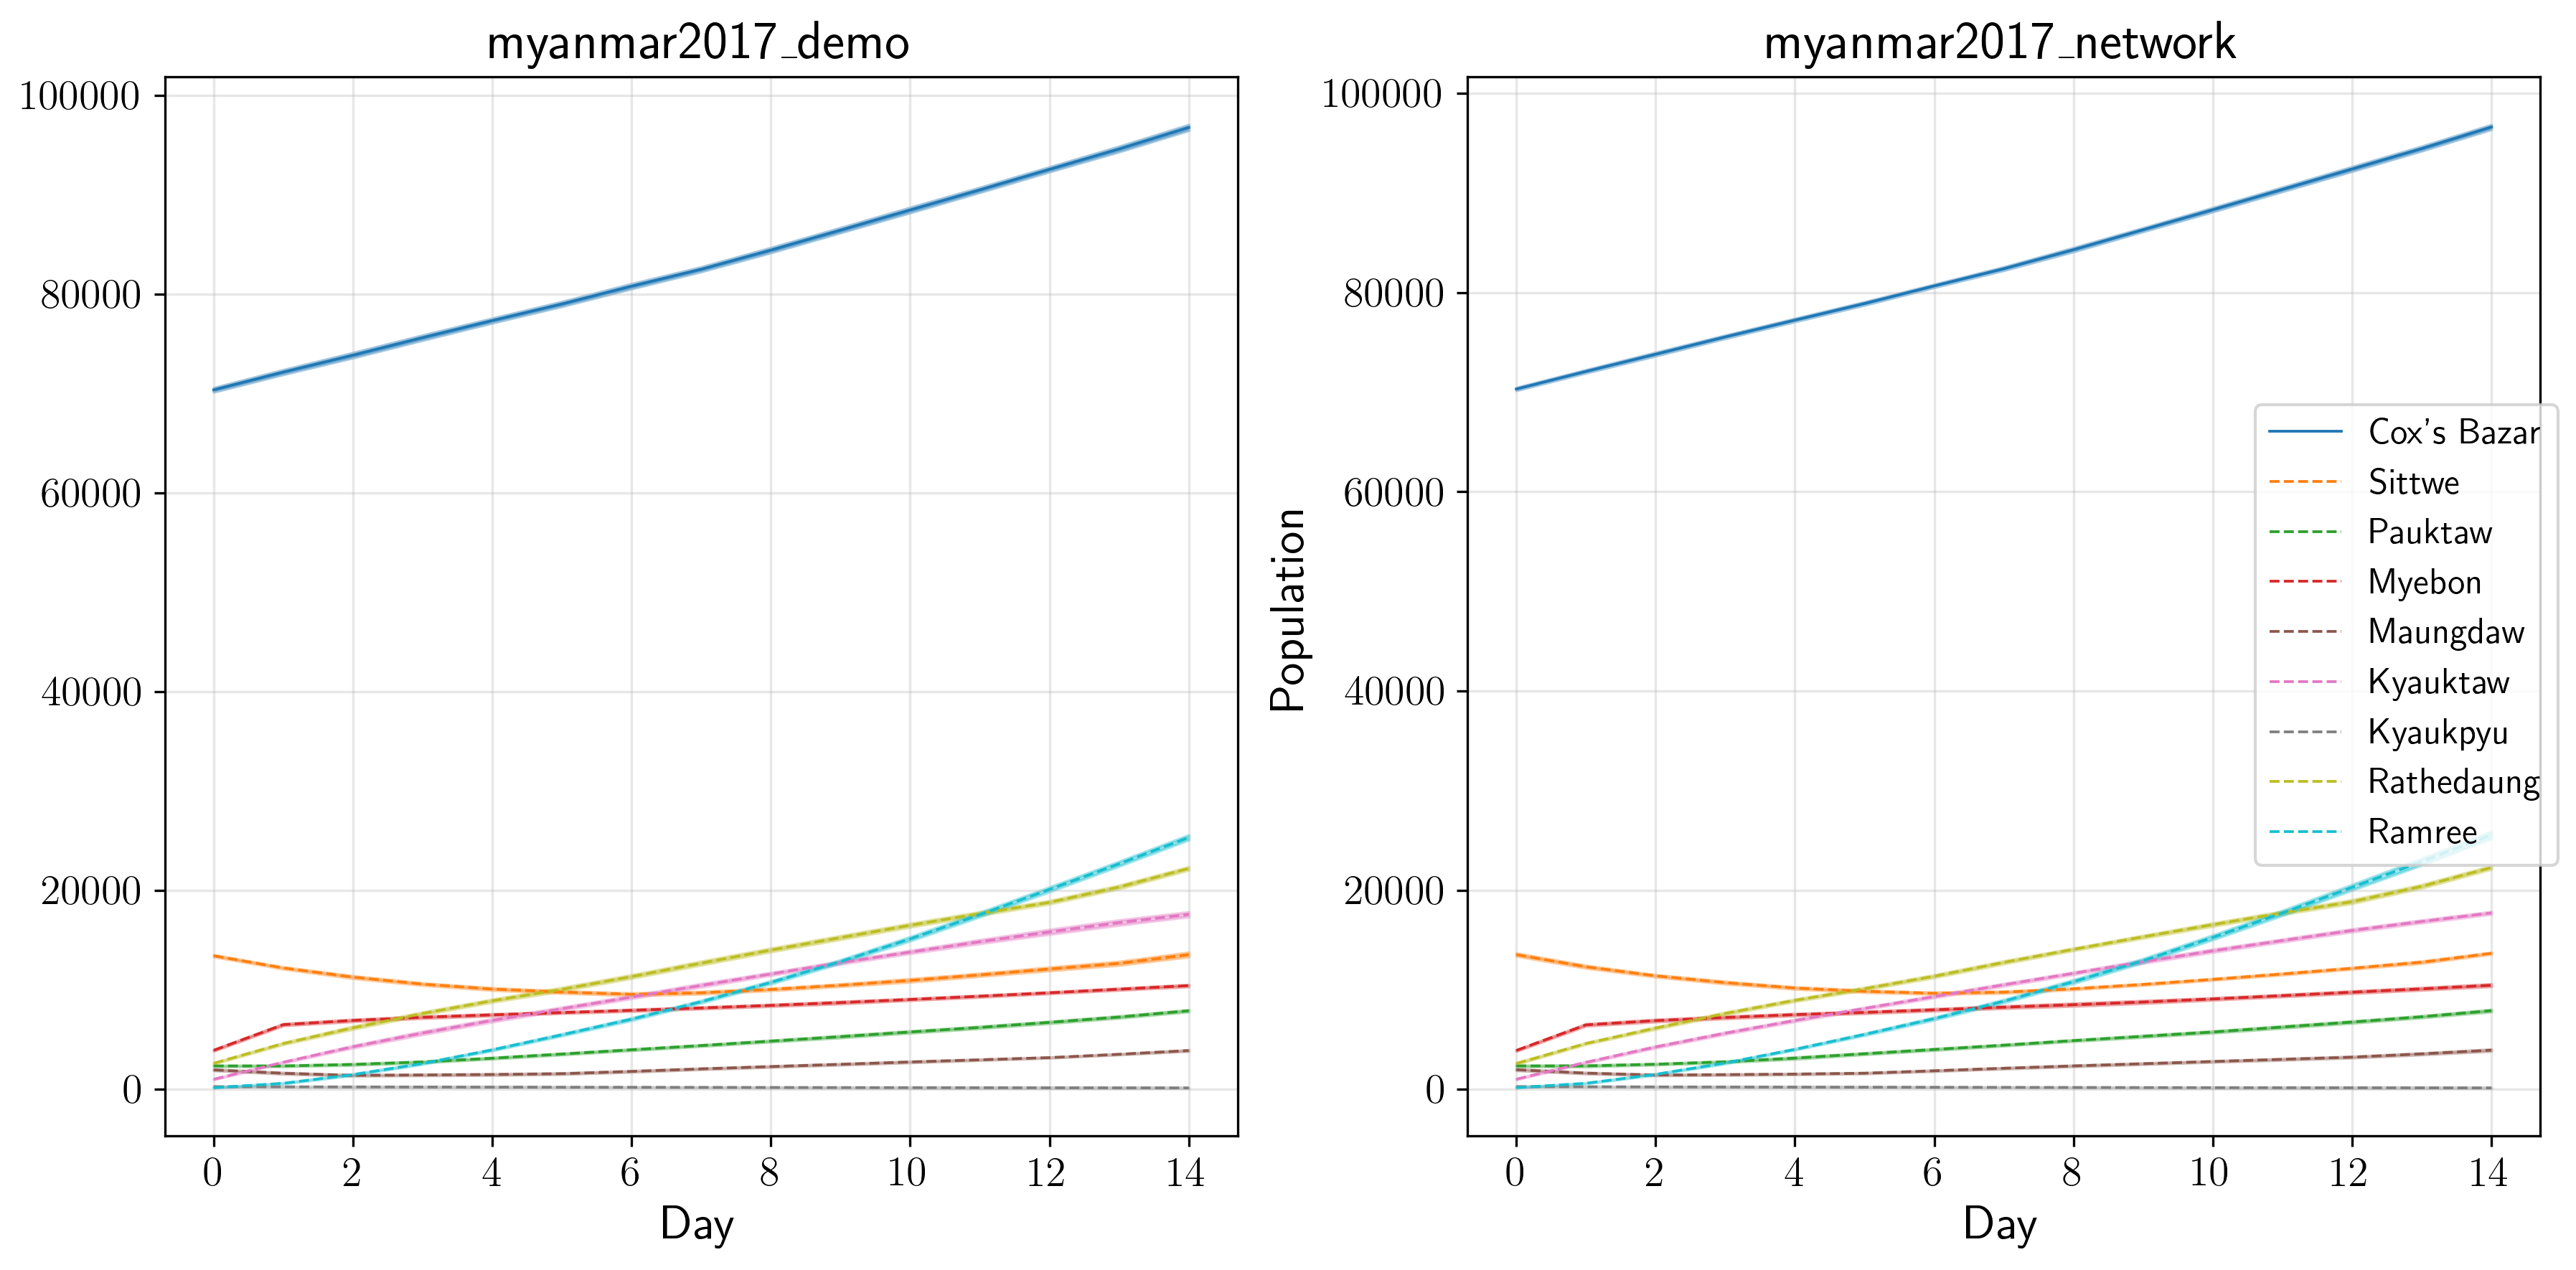 myanmar2017_demo
100000
80000
60000
40000
20000
0
0 2 4 6 8 10 12 14
Day
myanmar2017_network
Population
100000
80000
60000
40000
20000
0
0 2 4 6 8 10 12 14
Day
Cox's Bazar
Sittwe
Pauktaw
Myebon
Maungdaw
Kyauktaw
Kyaukpyu
Rathedaung
Ramree